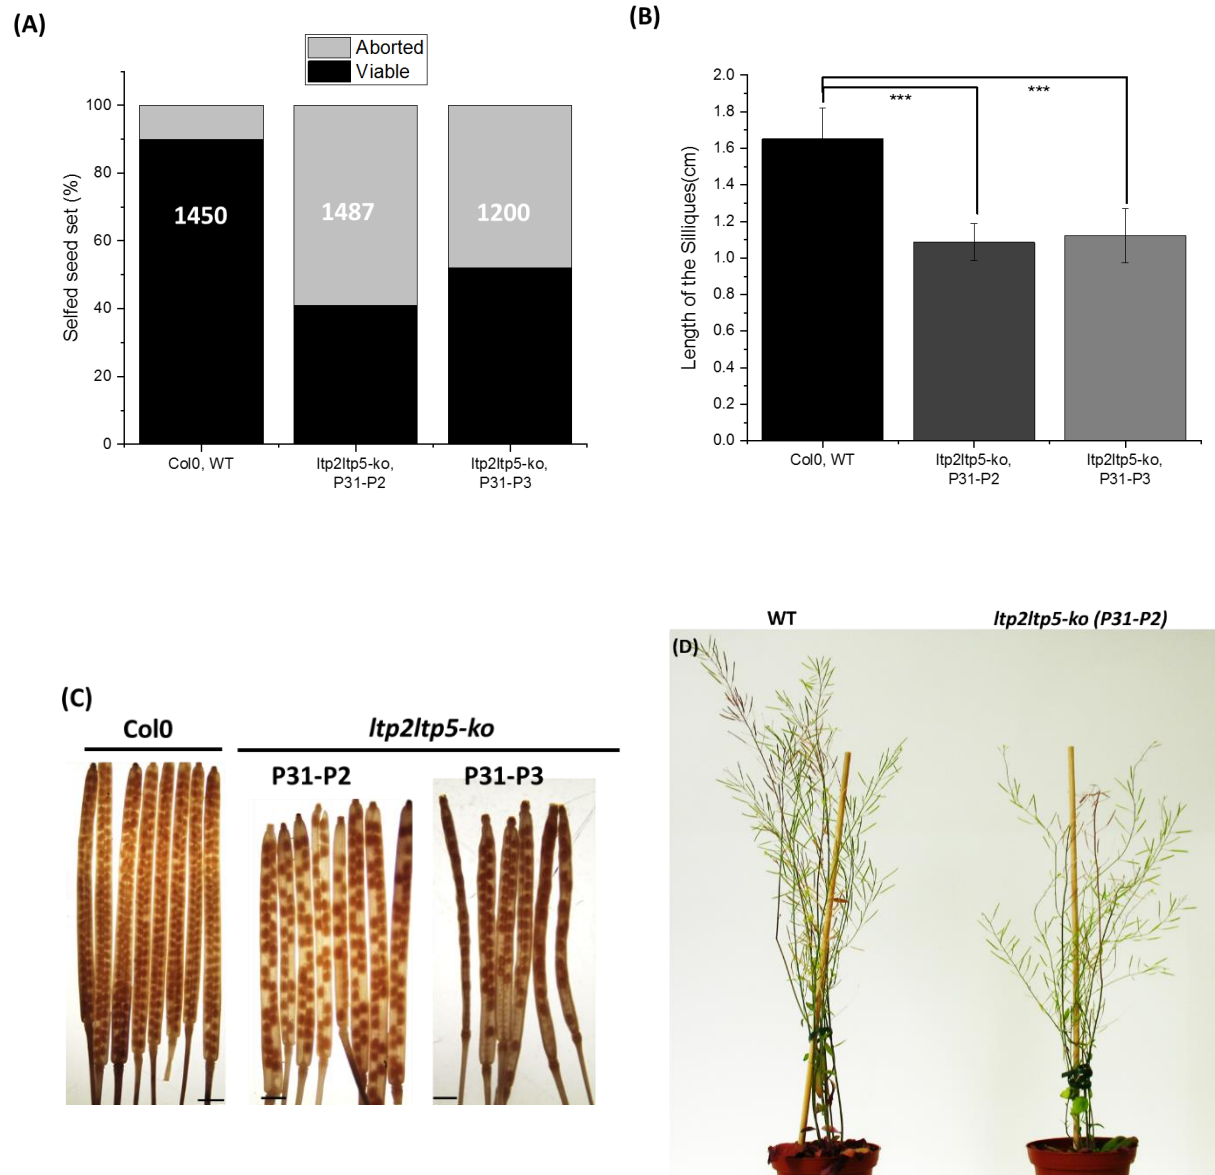 (A)
Aborted
Viable
Selfed seed set (%)
100
80
60
40
20
0
1450
1487
1200
Col0, WT
ltp2ltp5-ko,
P31-P2
ltp2ltp5-ko,
P31-P3
(B)
Length of the Silliques(cm)
2.0
1.8
1.6
1.4
1.2
1.0
0.8
0.6
0.4
0.2
0.0
***
***
Col0, WT
ltp2ltp5-ko,
P31-P2
ltp2ltp5-ko,
P31-P3
(C)
Col0
ltp2ltp5-ko
P31-P2
P31-P3
WT
ltp2ltp5-ko (P31-P2)
(D)